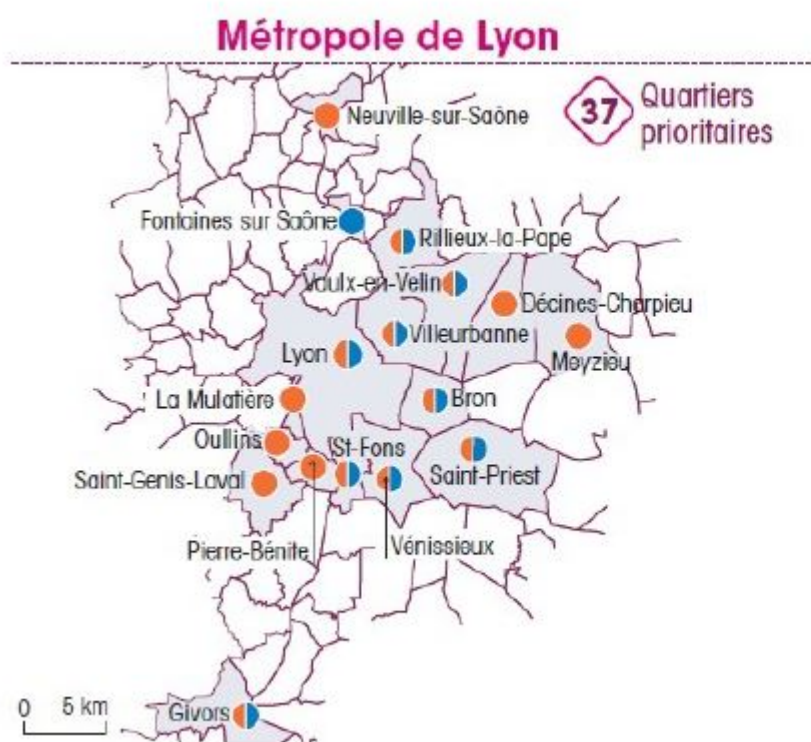 Métropole de Lyon
37
Quartiers
prioritaires
Neuville-sur-Saône
Fontaines sur Saône
Rillieux-la-Pape
Vaulx-en-Velin
Décines-Charpieu
Villeurbanne
Lyon
Meyzieu
La Mulatière
Bron
Oullins
St-Fons
Saint-Priest
Saint-Genis-Laval
Pierre-Bénite
Vénissieux
0 5 km
Givors